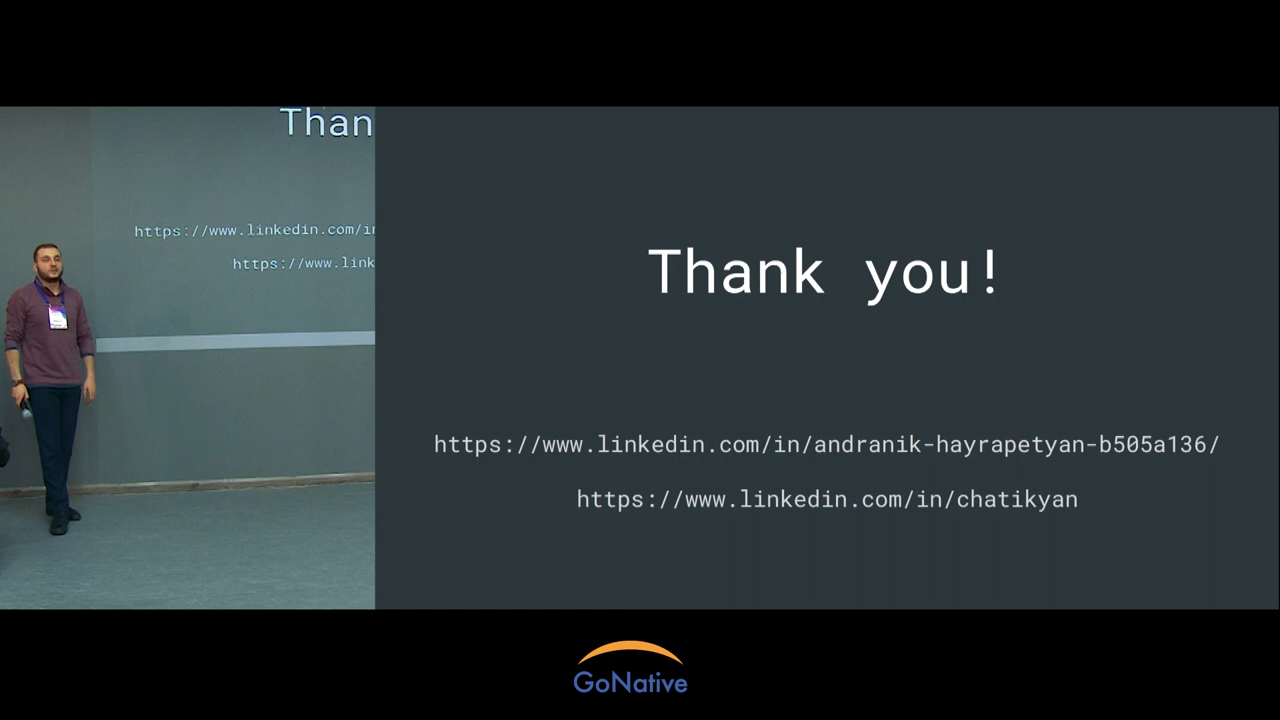 Than
https://www.linkedin.com/in
https://www.link
Thank you!
https://www.linkedin.com/in/andranik-hayrapetyan-b505a136/
https://www.linkedin.com/in/chatikyan
GoNative